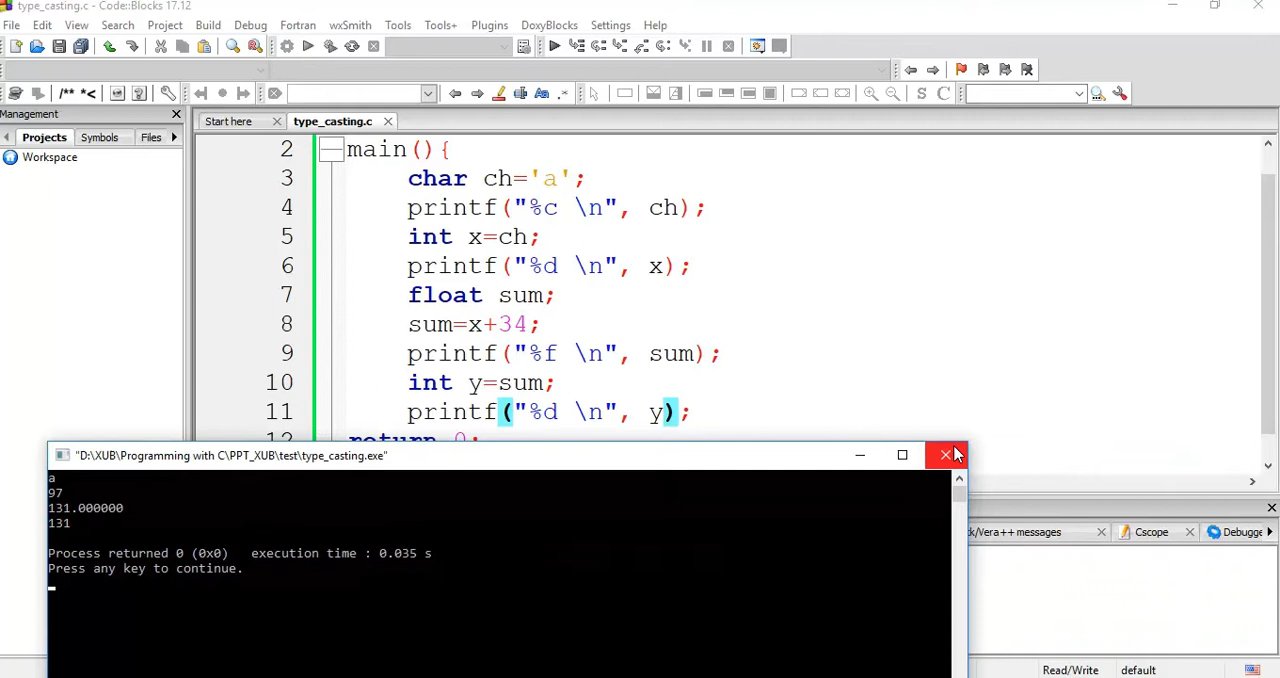 type_casting.c - Code::Blocks 17.12
File Edit View Search Project Build Debug Fortran wxSmith Tools Tools+ Plugins DoxyBlocks Settings Help
/** *<
Aa .*
S C
Management
Start here type_casting.c
Projects Symbols Files
Workspace
2 main(){
3 char ch='a';
4 printf("%c \n", ch);
5 int x=ch;
6 printf("%d \n", x);
7 float sum;
8 sum=x+34;
9 printf("%f \n", sum);
10 int y=sum;
11 printf("%d \n", y);
12 return 0;
"D:\XUB\Programming with C\PPT_XUB\test\type_casting.exe"
a
97
131.000000
131
Process returned 0 (0x0) execution time : 0.035 s
Press any key to continue.
k/Vera++ messages Cscope Debugge
Read/Write default